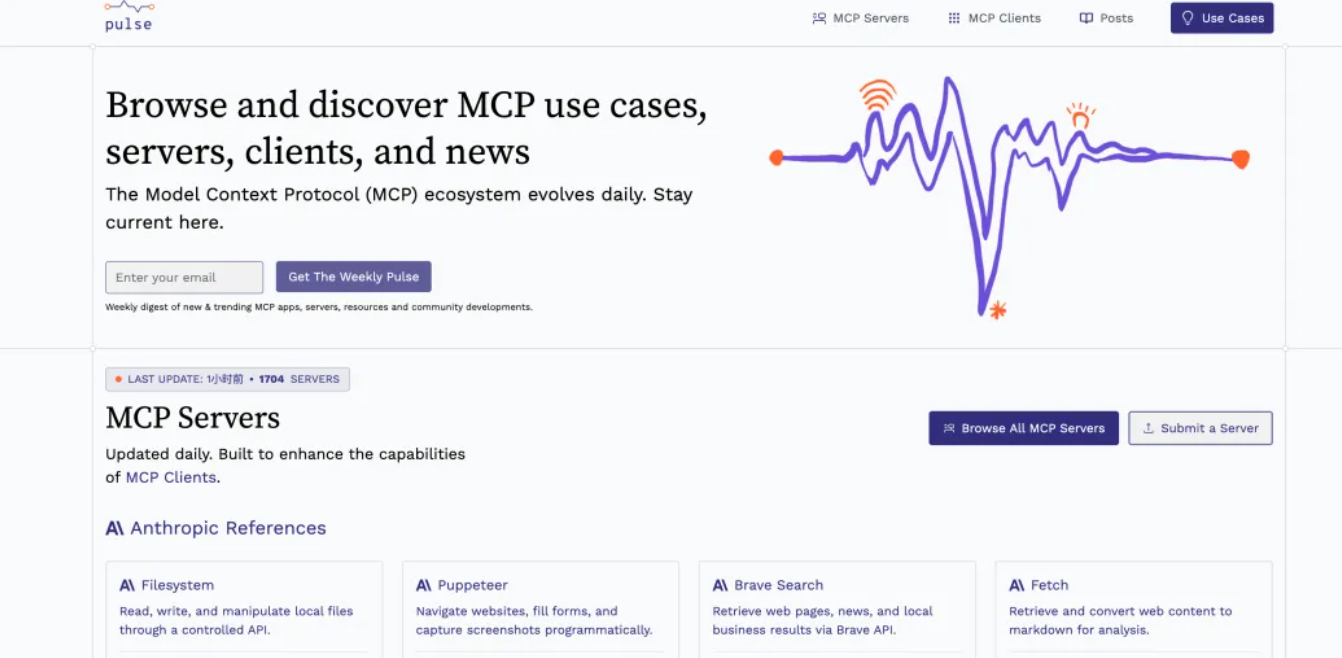 pulse
MCP Servers
MCP Clients
Posts
Use Cases
Browse and discover MCP use cases,
servers, clients, and news
The Model Context Protocol (MCP) ecosystem evolves daily. Stay
current here.
Enter your email
Get The Weekly Pulse
Weekly digest of new & trending MCP apps, servers, resources and community developments.
LAST UPDATE: 1小时前 • 1704 SERVERS
MCP Servers
Browse All MCP Servers
Submit a Server
Updated daily. Built to enhance the capabilities
of MCP Clients.
Anthropic References
Filesystem
Read, write, and manipulate local files
through a controlled API.
Puppeteer
Navigate websites, fill forms, and
capture screenshots programmatically.
Brave Search
Retrieve web pages, news, and local
business results via Brave API.
Fetch
Retrieve and convert web content to
markdown for analysis.